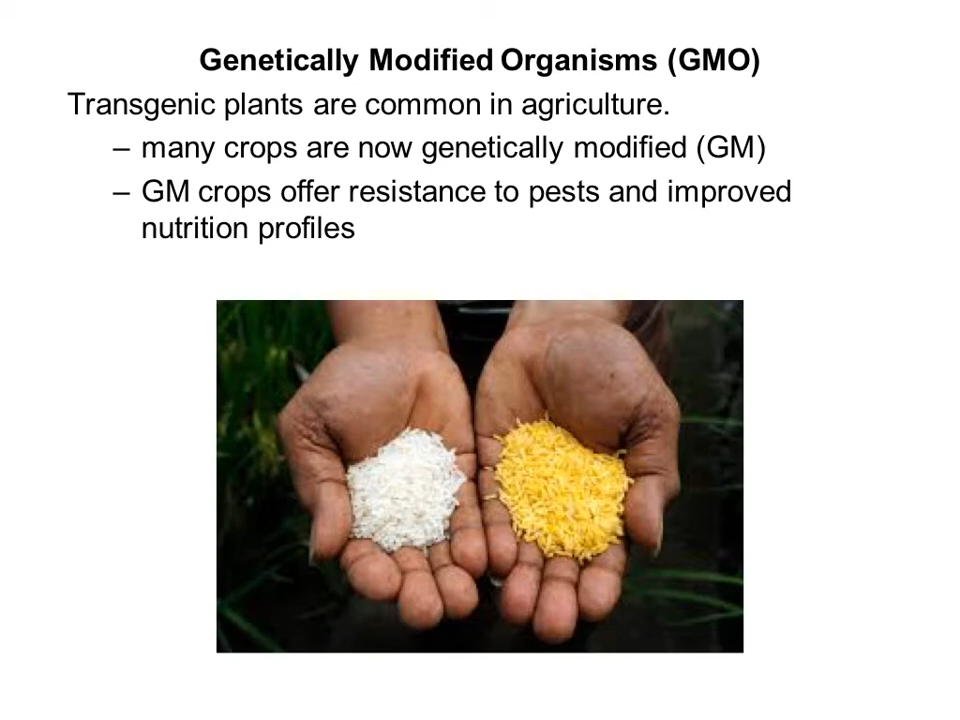 Genetically Modified Organisms (GMO)
Transgenic plants are common in agriculture.
– many crops are now genetically modified (GM)
– GM crops offer resistance to pests and improved
nutrition profiles